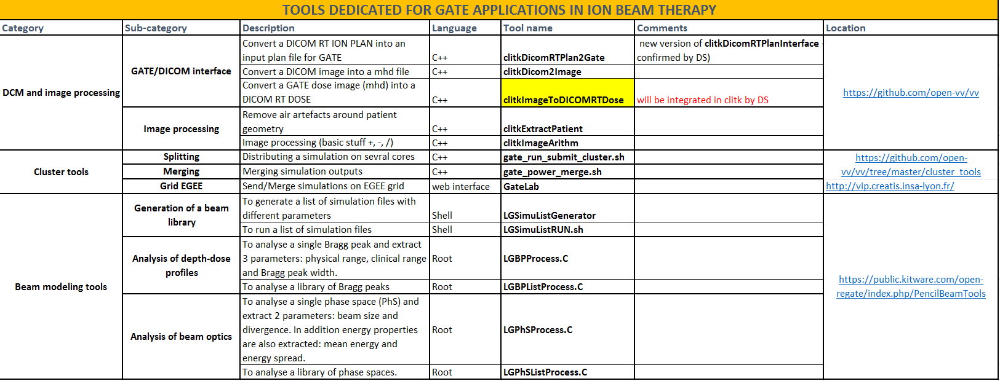 TOOLS DEDICATED FOR GATE APPLICATIONS IN ION BEAM THERAPY
Category Sub-category Description Language Tool name Comments Location
DCM and image processing
GATE/DICOM interface
Convert a DICOM RT ION PLAN into an
input plan file for GATE
C++
clitkDicomRTPlan2Gate
new version of clitkDicomRTPlanInterface -
confirmed by DS)
https://github.com/open-vv/vv
Convert a DICOM image into a mhd file
C++
clitkDicom2Image
Convert a GATE dose image (mhd) into a
DICOM RT DOSE
C++
clitkImageToDICOMRTDose
will be integrated in clitk by DS
Image processing
Remove air artefacts around patient
geometry
C++
clitkExtractPatient
Image processing (basic stuff +, -, /)
C++
clitkImageArithm
Cluster tools
Splitting
Distributing a simulation on sevral cores
C++
gate_run_submit_cluster.sh
https://github.com/open-
vv/vv/tree/master/cluster_tools
Merging
Merging simulation outputs
C++
gate_power_merge.sh
Grid EGEE
Send/Merge simulations on EGEE grid
web interface
GateLab
http://vip.creatis.insa-lyon.fr/
Beam modeling tools
Generation of a beam
library
To generate a list of simulation files with
different parameters
Shell
LGSimuListGenerator
https://public.kitware.com/open-
regate/index.php/PencilBeamTools
To run a list of simulation files
Shell
LGSimuListRUN.sh
Analysis of depth-dose
profiles
To analyse a single Bragg peak and extract
3 parameters: physical range, clinical range
and Bragg peak width.
Root
LGBPProcess.C
To analyse a library of Bragg peaks
Root
LGBPListProcess.C
Analysis of beam optics
To analyse a single phase space (PhS) and
extract 2 parameters: beam size and
divergence. In addition energy properties
are also extracted: mean energy and
energy spread.
Root
LGPhSProcess.C
To analyse a library of phase spaces.
Root
LGPhSListProcess.C